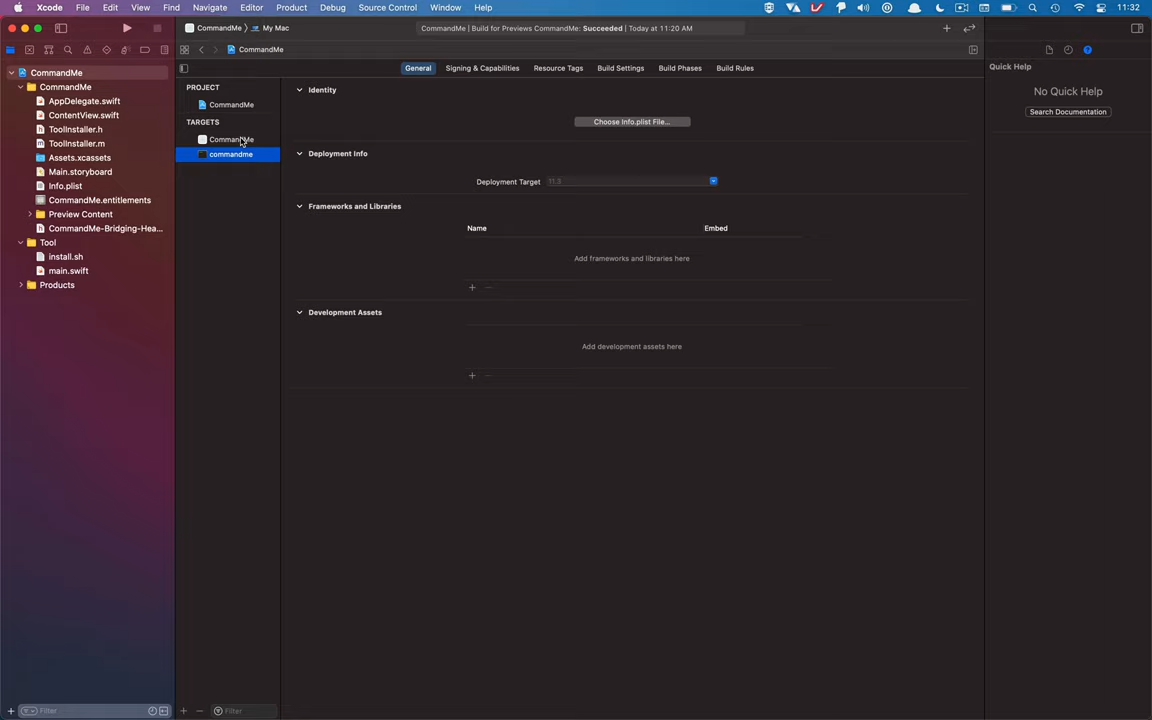 Xcode File Edit View Find Navigate Editor Product Debug Source Control Window Help 11:32
CommandMe 〉 My Mac CommandMe | Build for Previews CommandMe: Succeeded | Today at 11:20 AM
CommandMe
CommandMe
CommandMe
AppDelegate.swift
ContentView.swift
ToolInstaller.h
ToolInstaller.m
Assets.xcassets
Main.storyboard
Info.plist
CommandMe.entitlements
Preview Content
CommandMe-Bridging-Hea...
Tool
install.sh
main.swift
Products
Filter
PROJECT
CommandMe
TARGETS
CommandMe
commandme
Filter
General Signing & Capabilities Resource Tags Build Settings Build Phases Build Rules
Identity
Choose Info.plist File...
Deployment Info
Deployment Target 11.3
Frameworks and Libraries
Name Embed
Add frameworks and libraries here
Development Assets
Add development assets here
Quick Help
No Quick Help
Search Documentation